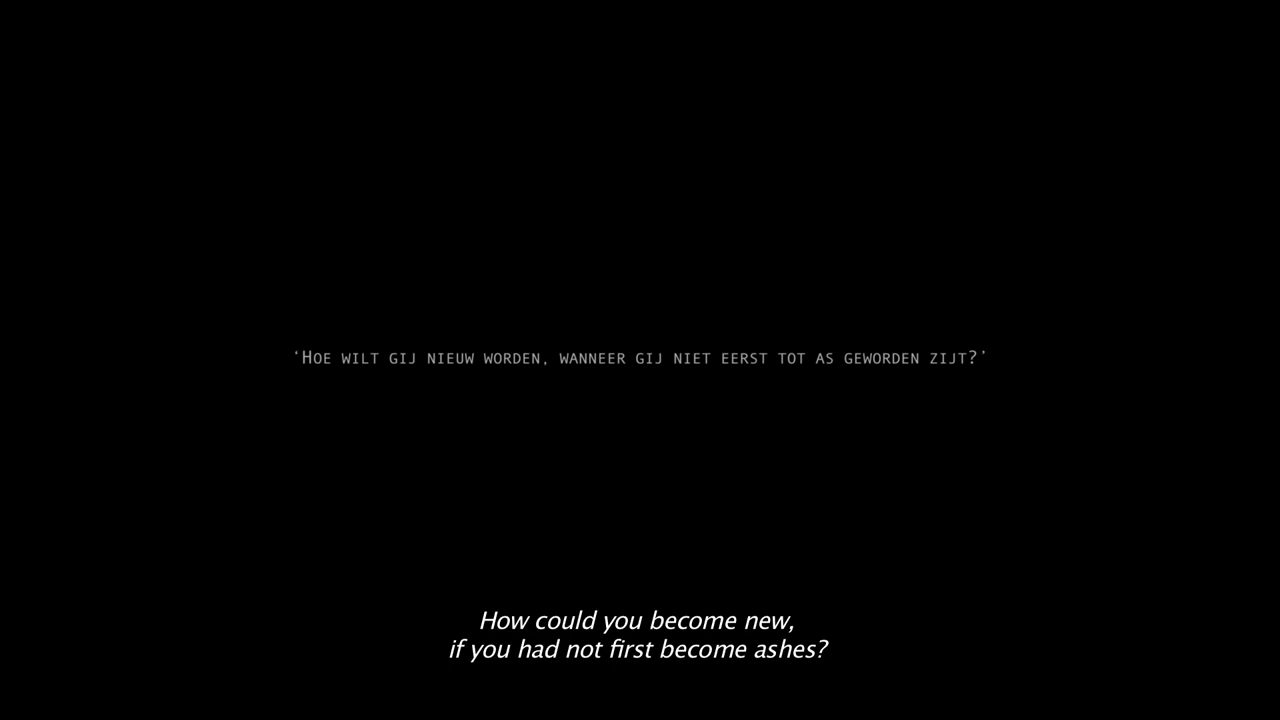 ‘Hoe wilt gij nieuw worden, wanneer gij niet eerst tot as geworden zijt?’
How could you become new,
if you had not first become ashes?